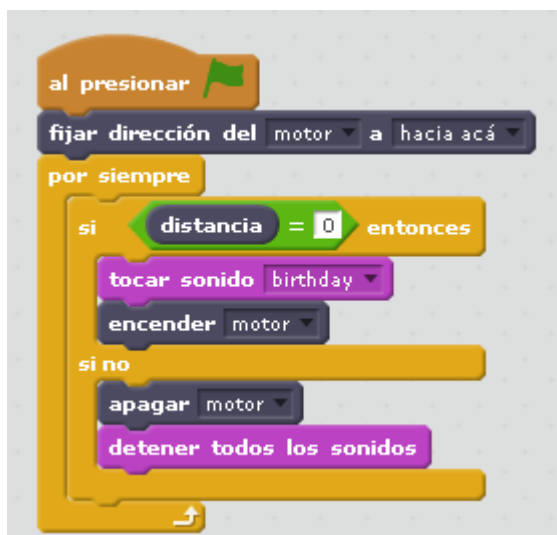 al presionar
fijar dirección del motor a hacia acá
por siempre
si distancia = 0 entonces
tocar sonido birthday
encender motor
si no
apagar motor
detener todos los sonidos